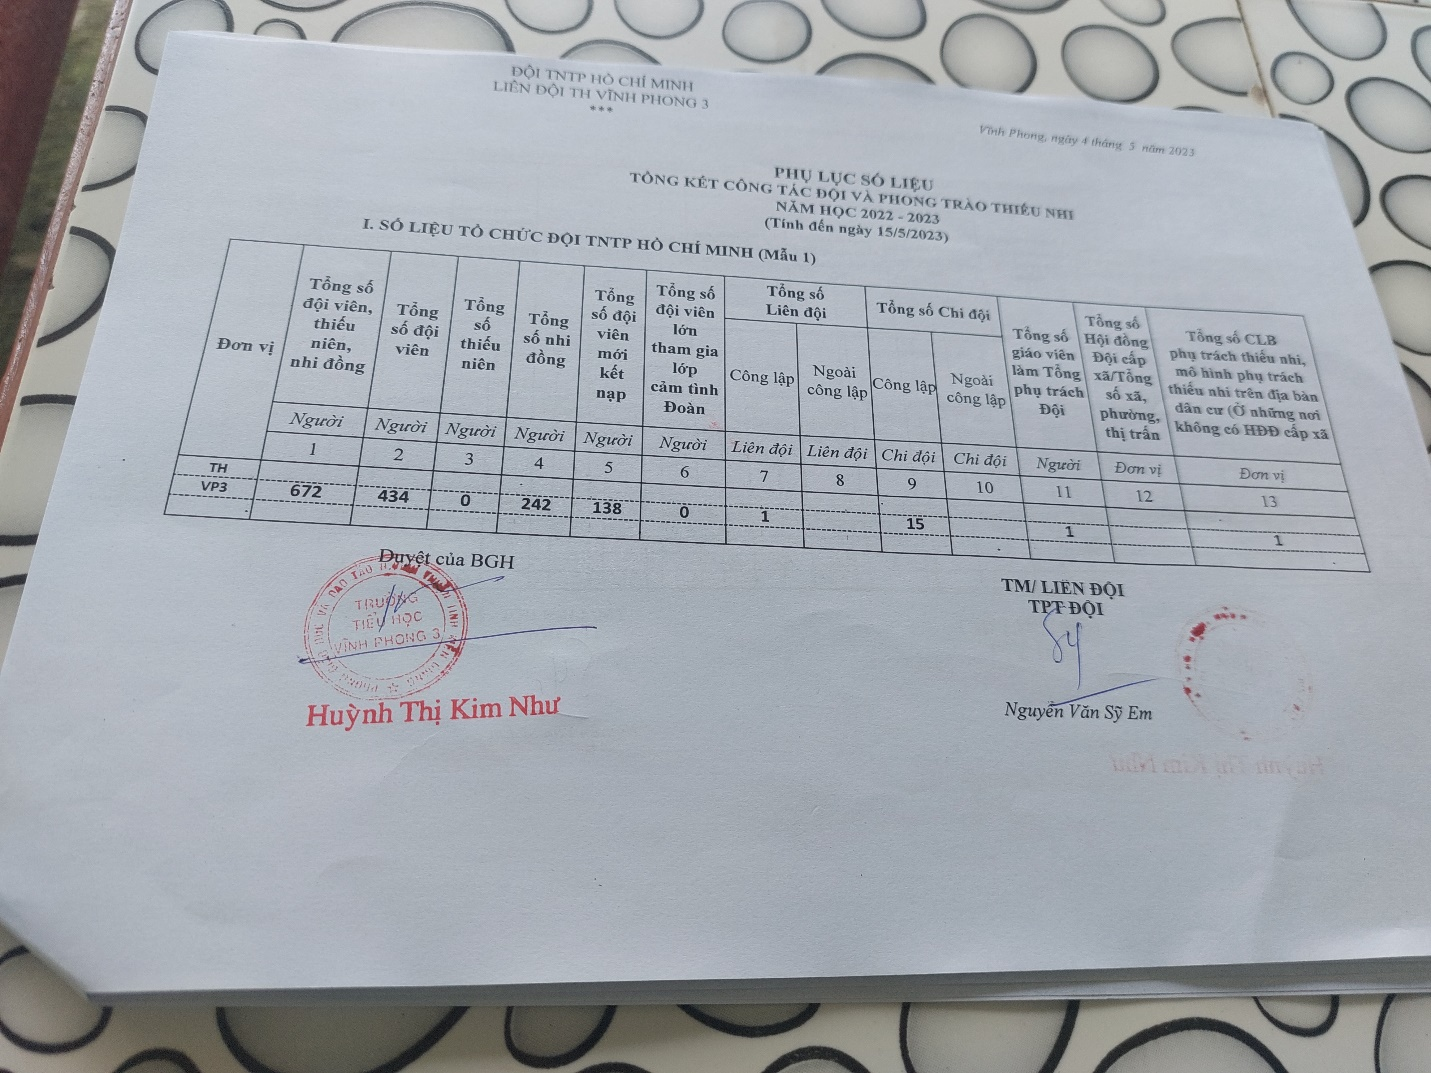 ĐỘI TNTP HỒ CHÍ MINH
LIÊN ĐỘI TH VĨNH PHONG 3
***
Vĩnh Phong, ngày 4 tháng 5 năm 2023
PHỤ LỤC SỐ LIỆU
TỔNG KẾT CÔNG TÁC ĐỘI VÀ PHONG TRÀO THIẾU NHI
NĂM HỌC 2022 - 2023
(Tính đến ngày 15/5/2023)
I. SỐ LIỆU TỔ CHỨC ĐỘI TNTP HỒ CHÍ MINH (Mẫu 1)
Đơn vị
Tổng số
đội viên,
thiếu
niên,
nhi đồng
Tổng
số đội
viên
Tổng
số
thiếu
niên
Tổng
số nhi
đồng
Tổng
số đội
viên
mới
kết
nạp
Tổng số
đội viên
lớn
tham gia
lớp
cảm tình
Đoàn
Tổng số
Liên đội
Công lập
Ngoài
công lập
Tổng số Chi đội
Công lập
Ngoài
công lập
Tổng số
giáo viên
làm Tổng
phụ trách
Đội
Tổng số
Hội đồng
Đội cấp
xã/Tổng
số xã,
phường,
thị trấn
Tổng số CLB
phụ trách thiếu nhi,
mô hình phụ trách
thiếu nhi trên địa bàn
dân cư (Ở những nơi
không có HĐĐ cấp xã
Người Người Người Người Người Người Liên đội Liên đội Chi đội Chi đội Người Đơn vị Đơn vị
1 2 3 4 5 6 7 8 9 10 11 12 13
TH
VP3 672 434 0 242 138 0 1 15 1 1
Duyệt của BGH
TRƯỜNG
TIỂU HỌC
VĨNH PHONG 3
Huỳnh Thị Kim Như
TM/ LIÊN ĐỘI
TPT ĐỘI
Sỹ
Nguyễn Văn Sỹ Em